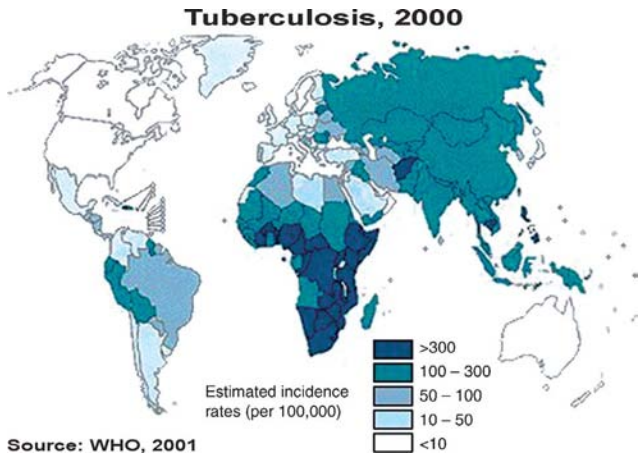 Tuberculosis, 2000
>300
100 – 300
50 – 100
10 – 50
<10
Estimated incidence
rates (per 100,000)
Source: WHO, 2001